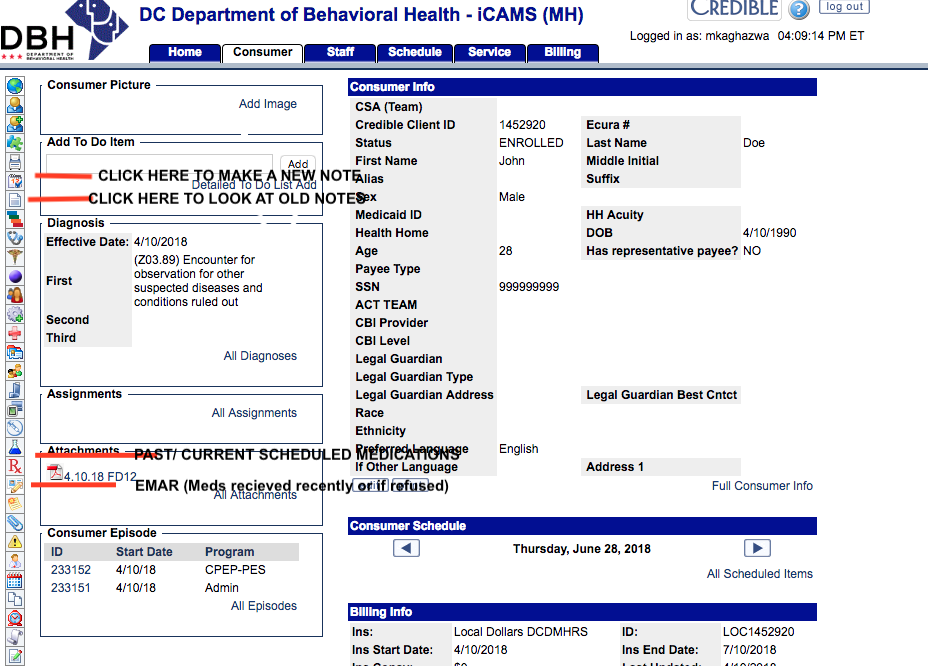 DBH
DEPARTMENT OF
BEHAVIORAL HEALTH
DC Department of Behavioral Health - iCAMS (MH)
CREDIBLE ? log out
Logged in as: mkaghazwa 04:09:14 PM ET
Home Consumer Staff Schedule Service Billing
Consumer Picture
Add Image
Add To Do Item
Add
CLICK HERE TO MAKE A NEW NOTE
Detailed To Do List Add
CLICK HERE TO LOOK AT OLD NOTES
Diagnosis
Effective Date: 4/10/2018
First (Z03.89) Encounter for
observation for other
suspected diseases and
conditions ruled out
Second
Third
All Diagnoses
Assignments
All Assignments
Attachments
PAST/ CURRENT SCHEDULED MEDICATIONS
4.10.18 FD12
EMAR (Meds recieved recently or if refused)
All Attachments
Consumer Episode
ID Start Date Program
233152 4/10/18 CPEP-PES
233151 4/10/18 Admin
All Episodes
Rx
Consumer Info
CSA (Team)
Credible Client ID 1452920 Ecura #
Status ENROLLED Last Name Doe
First Name John Middle Initial
Alias Suffix
Sex Male
Medicaid ID HH Acuity
Health Home DOB 4/10/1990
Age 28 Has representative payee? NO
Payee Type
SSN 999999999
ACT TEAM
CBI Provider
CBI Level
Legal Guardian
Legal Guardian Type
Legal Guardian Address Legal Guardian Best Cntct
Race
Ethnicity
Preferred Language English
If Other Language Address 1
Full Consumer Info
Consumer Schedule
Thursday, June 28, 2018
All Scheduled Items
Billing Info
Ins: Local Dollars DCDMHRS ID: LOC1452920
Ins Start Date: 4/10/2018 Ins End Date: 7/10/2018